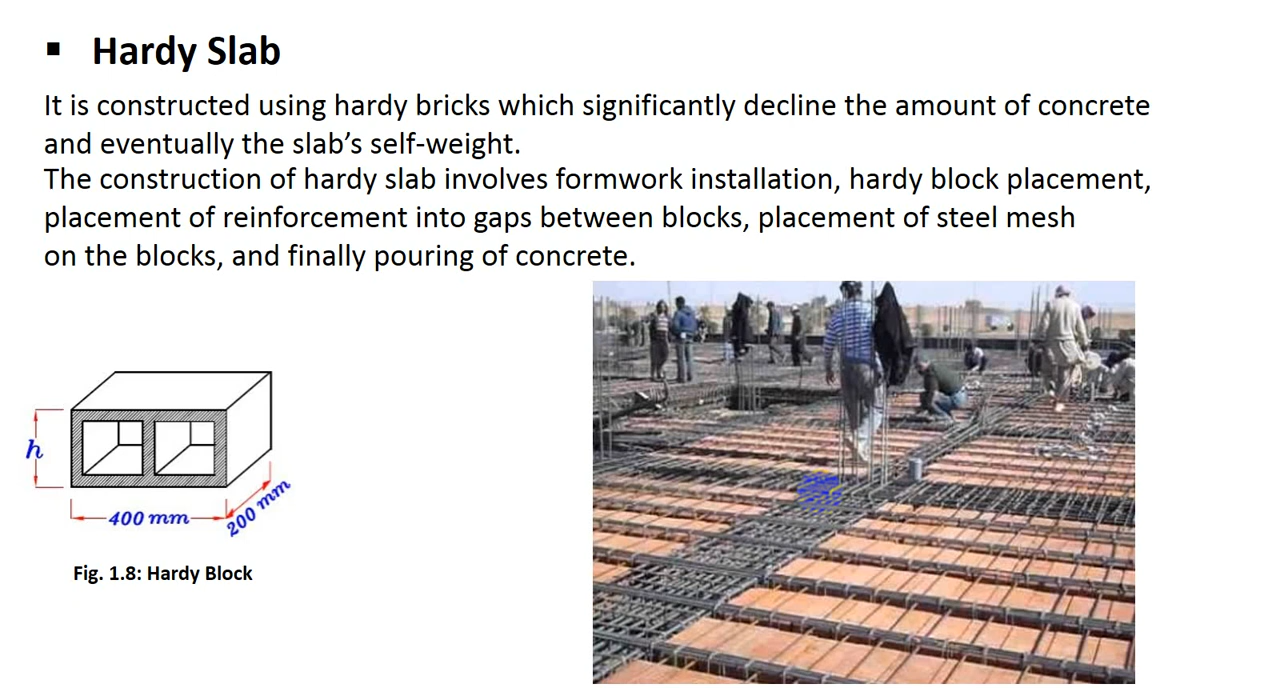 ▪ Hardy Slab
It is constructed using hardy bricks which significantly decline the amount of concrete
and eventually the slab’s self-weight.
The construction of hardy slab involves formwork installation, hardy block placement,
placement of reinforcement into gaps between blocks, placement of steel mesh
on the blocks, and finally pouring of concrete.
h
400 mm
200 mm
Fig. 1.8: Hardy Block